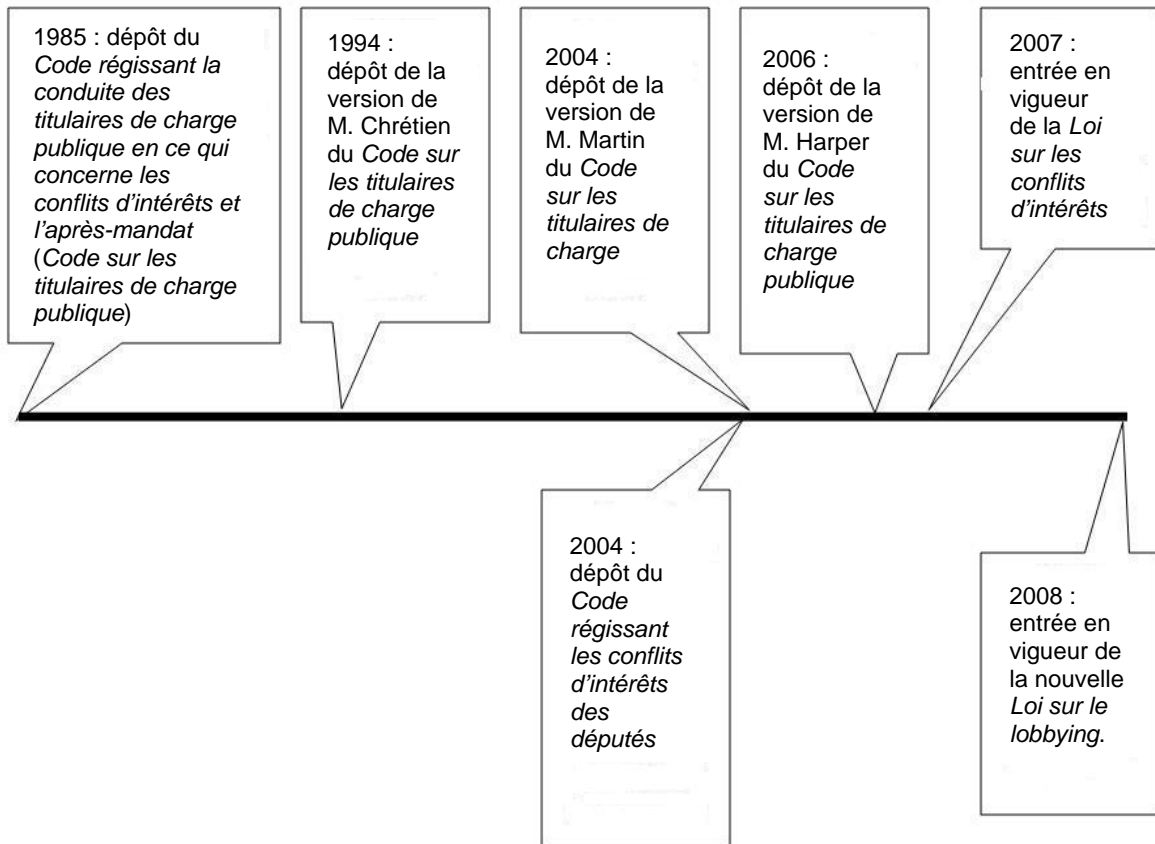 1985 : dépôt du
Code régissant la
conduite des
titulaires de charge
publique en ce qui
concerne les
conflits d'intérêts et
l'après-mandat
(Code sur les
titulaires de charge
publique)
1994 :
dépôt de la
version de
M. Chrétien
du Code sur
les titulaires
de charge
publique
2004 :
dépôt de la
version de
M. Martin
du Code
sur les
titulaires de
charge
2006 :
dépôt de la
version de
M. Harper
du Code
sur les
titulaires de
charge
publique
2007 :
entrée en
vigueur
de la Loi
sur les
conflits
d'intérêts
2004 :
dépôt du
Code
régissant
les conflits
d'intérêts
des
députés
2008 :
entrée en
vigueur de
la nouvelle
Loi sur le
lobbying.